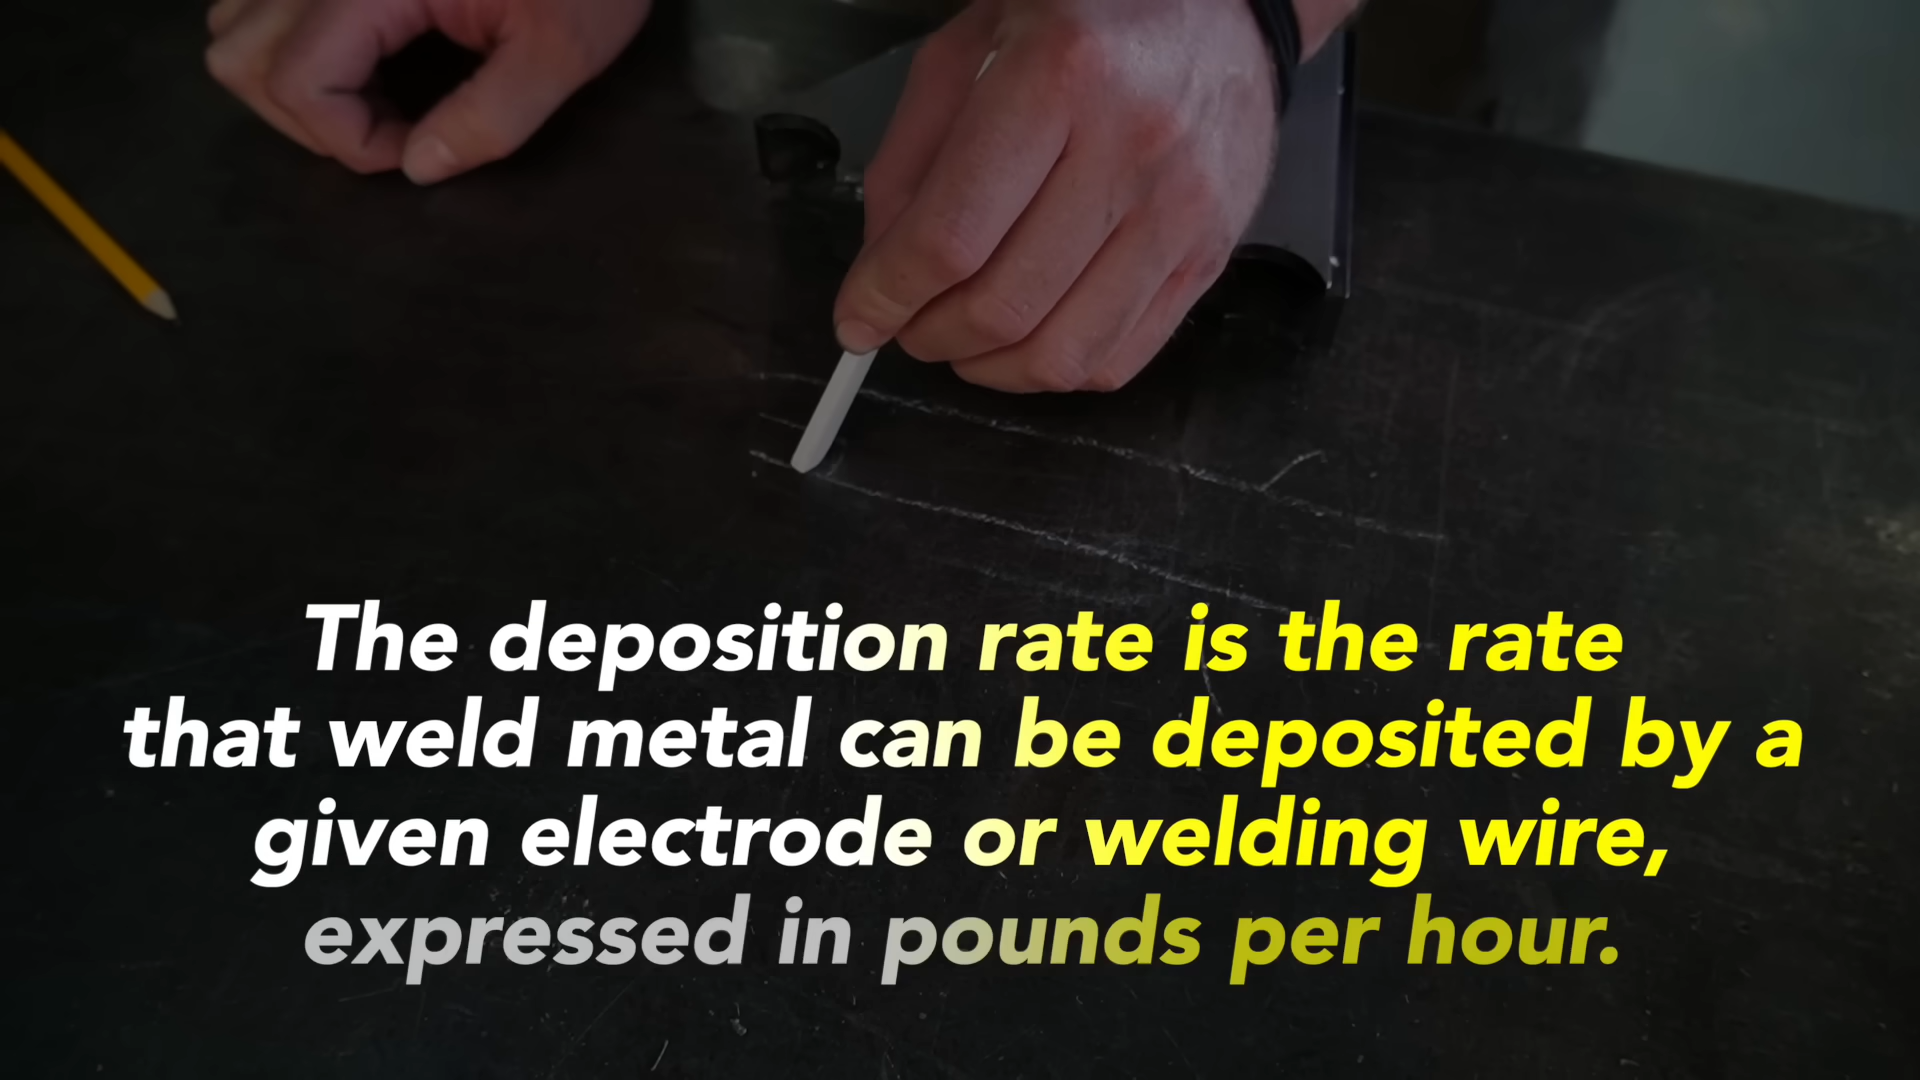 The deposition rate is the rate
that weld metal can be deposited by a
given electrode or welding wire,
expressed in pounds per hour.